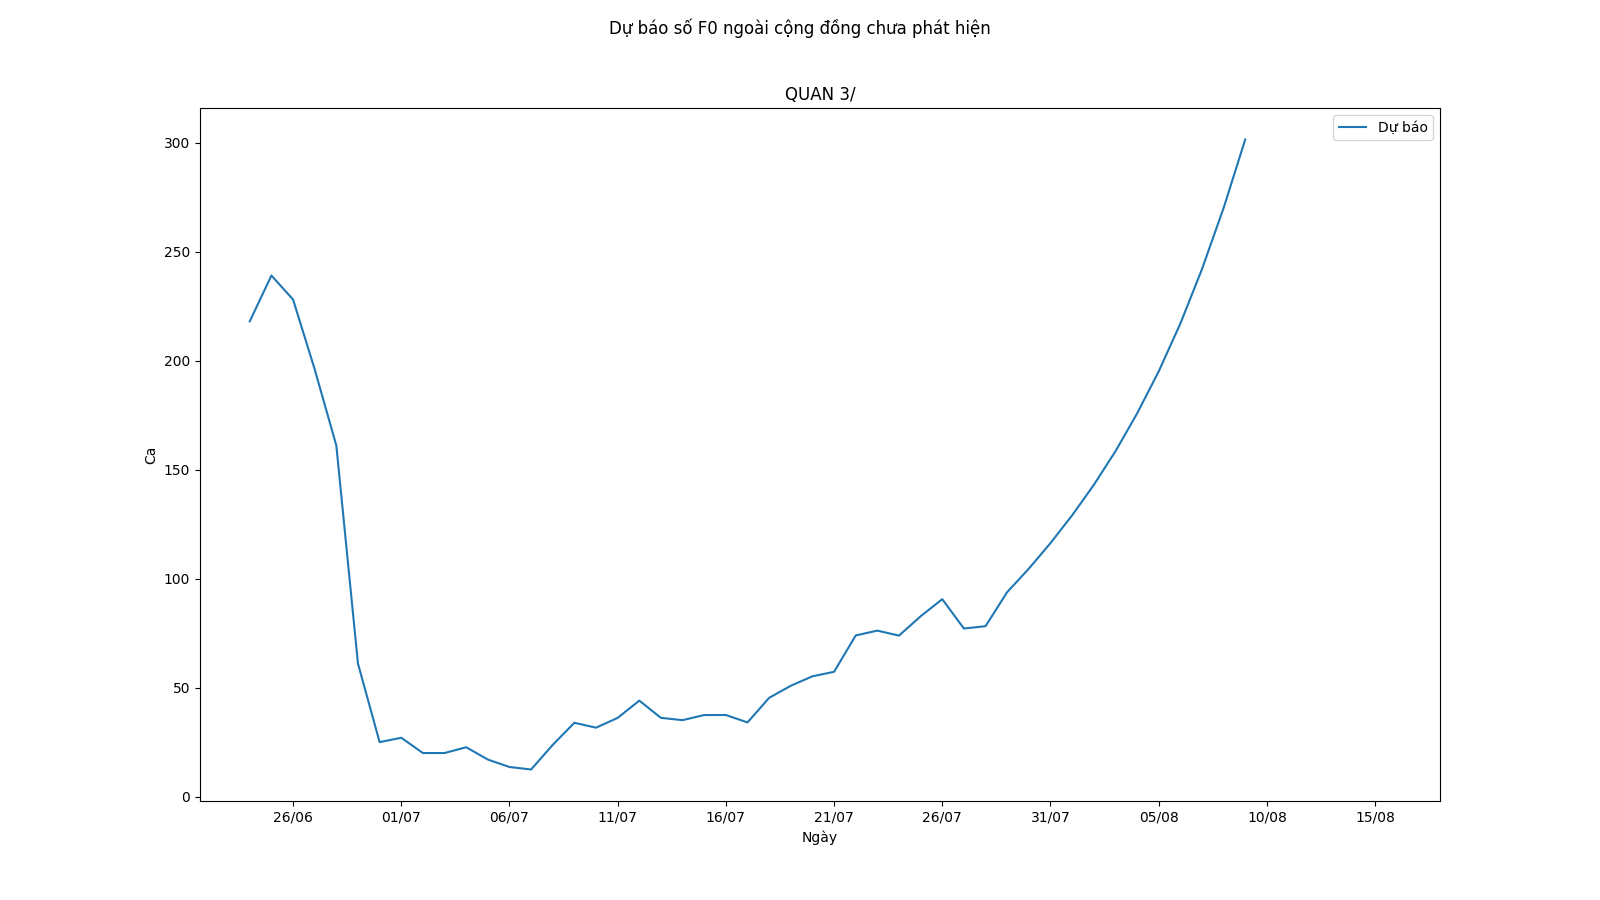 Dự báo số F0 ngoài cộng đồng chưa phát hiện
QUAN 3/
Dự báo
300
250
200
150
100
50
0
Ca
26/06 01/07 06/07 11/07 16/07 21/07 26/07 31/07 05/08 10/08 15/08
Ngày